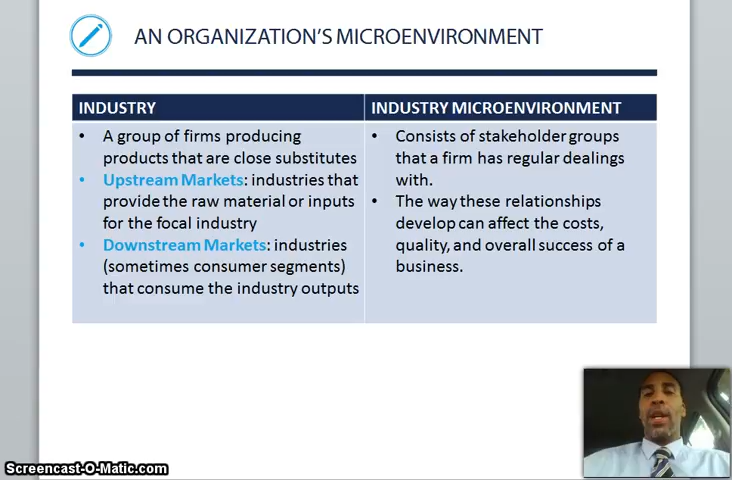 AN ORGANIZATION'S MICROENVIRONMENT
INDUSTRY
• A group of firms producing
products that are close substitutes
• Upstream Markets: industries that
provide the raw material or inputs
for the focal industry
• Downstream Markets: industries
(sometimes consumer segments)
that consume the industry outputs
INDUSTRY MICROENVIRONMENT
• Consists of stakeholder groups
that a firm has regular dealings
with.
• The way these relationships
develop can affect the costs,
quality, and overall success of a
business.
Screencast-O-Matic.com